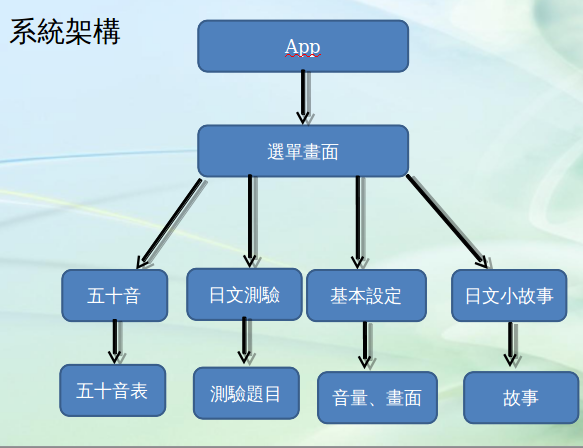 系統架構
App
選單畫面
五十音
日文測驗
基本設定
日文小故事
五十音表
測驗題目
音量、畫面
故事